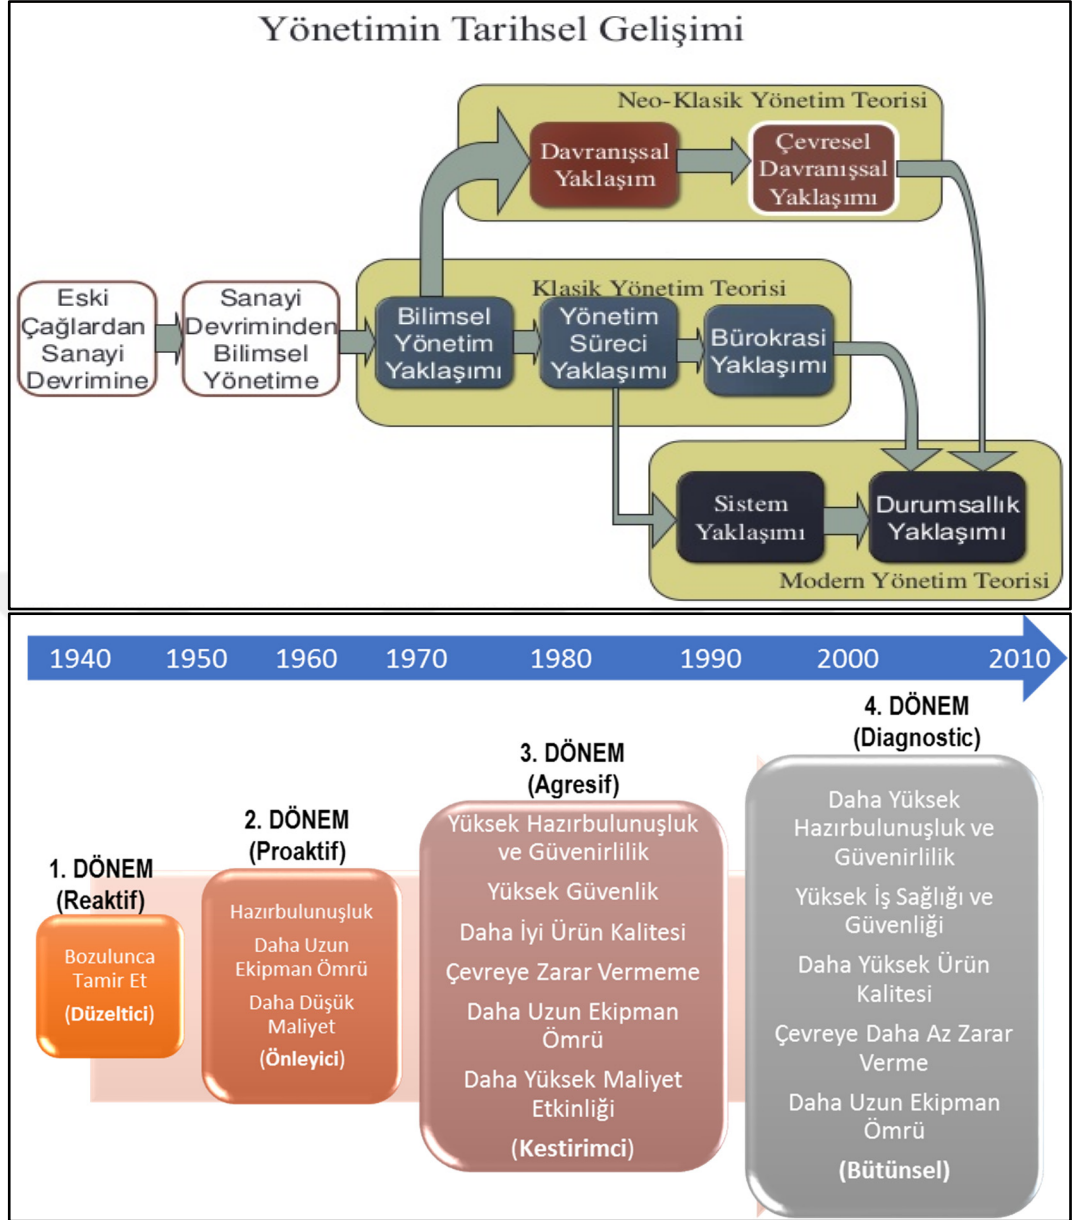 Yönetimin Tarihsel Gelişimi
Neo-Klasik Yönetim Teorisi
Davranışsal
Yaklaşım
Çevresel
Davranışsal
Yaklaşımı
Eski
Çağlardan
Sanayi
Devrimine
Sanayi
Devriminden
Bilimsel
Yönetime
Klasik Yönetim Teorisi
Bilimsel
Yönetim
Yaklaşımı
Yönetim
Süreci
Yaklaşımı
Bürokrasi
Yaklaşımı
Sistem
Yaklaşımı
Durumsallık
Yaklaşımı
Modern Yönetim Teorisi
1940 1950 1960 1970 1980 1990 2000 2010
1. DÖNEM
(Reaktif)
Bozulunca
Tamir Et
(Düzeltici)
2. DÖNEM
(Proaktif)
Hazırbulunuşluk
Daha Uzun
Ekipman Ömrü
Daha Düşük
Maliyet
(Önleyici)
3. DÖNEM
(Agresif)
Yüksek Hazırbulunuşluk
ve Güvenirlilik
Yüksek Güvenlik
Daha İyi Ürün Kalitesi
Çevreye Zarar Vermeme
Daha Uzun Ekipman
Ömrü
Daha Yüksek Maliyet
Etkinliği
(Kestirimci)
4. DÖNEM
(Diagnostic)
Daha Yüksek
Hazırbulunuşluk ve
Güvenirlilik
Yüksek İş Sağlığı ve
Güvenliği
Daha Yüksek Ürün
Kalitesi
Çevreye Daha Az Zarar
Verme
Daha Uzun Ekipman
Ömrü
(Bütünsel)